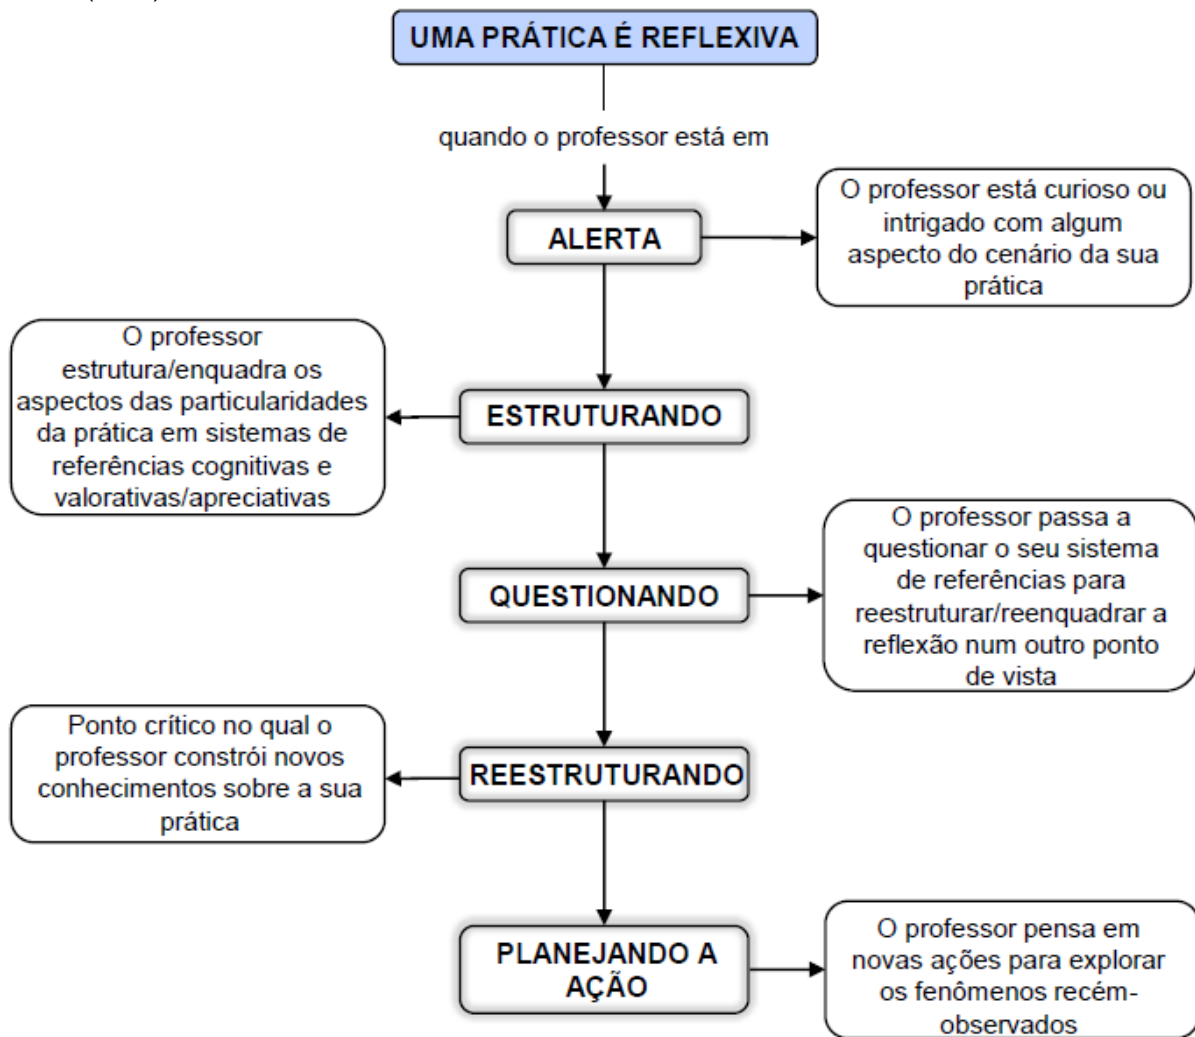 UMA PRÁTICA É REFLEXIVA
quando o professor está em
ALERTA
O professor está curioso ou
intrigado com algum
aspecto do cenário da sua
prática
ESTRUTURANDO
O professor
estrutura/enquadra os
aspectos das particularidades
da prática em sistemas de
referências cognitivas e
valorativas/apreciativas
QUESTIONANDO
O professor passa a
questionar o seu sistema
de referências para
reestruturar/reenquadrar a
reflexão num outro ponto
de vista
REESTRUTURANDO
Ponto crítico no qual o
professor constrói novos
conhecimentos sobre a sua
prática
PLANEJANDO A
AÇÃO
O professor pensa em
novas ações para explorar
os fenômenos recém-
observados